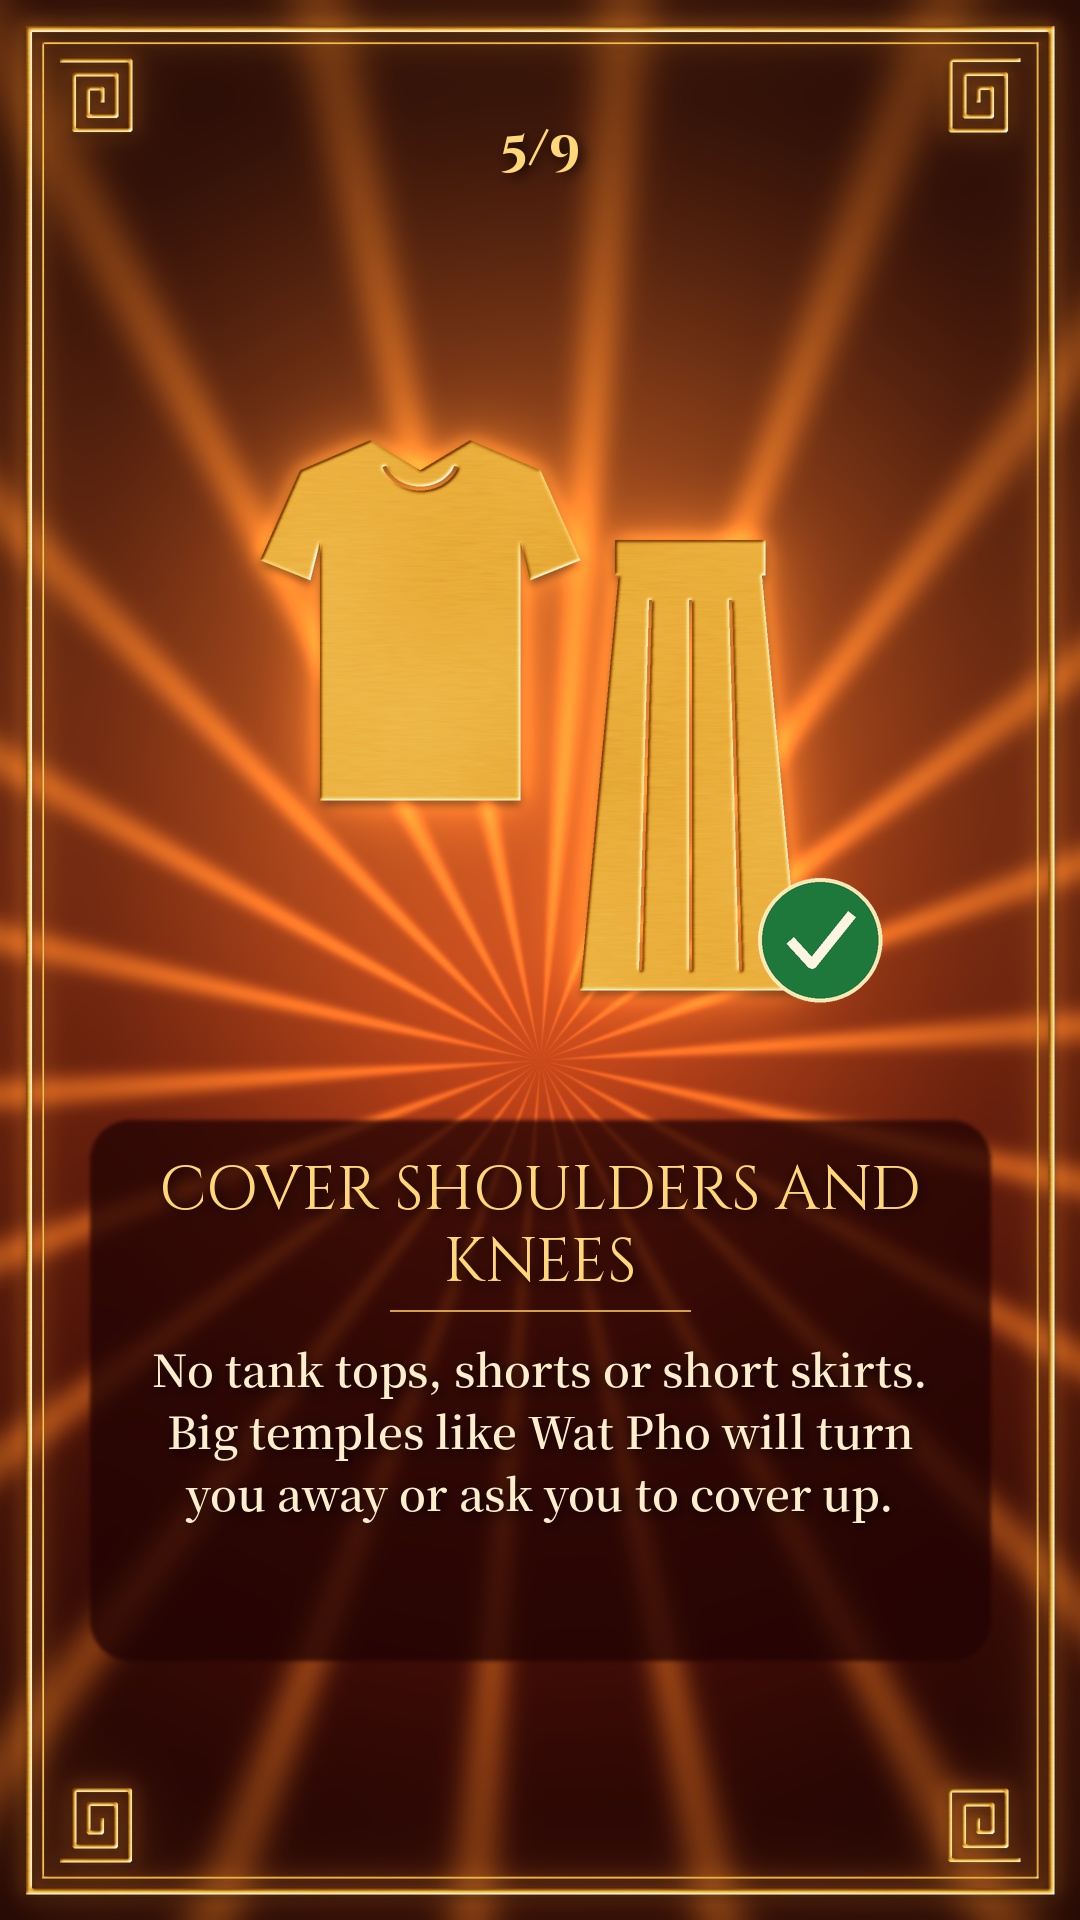 5/9
COVER SHOULDERS AND
KNEES
No tank tops, shorts or short skirts.
Big temples like Wat Pho will turn
you away or ask you to cover up.